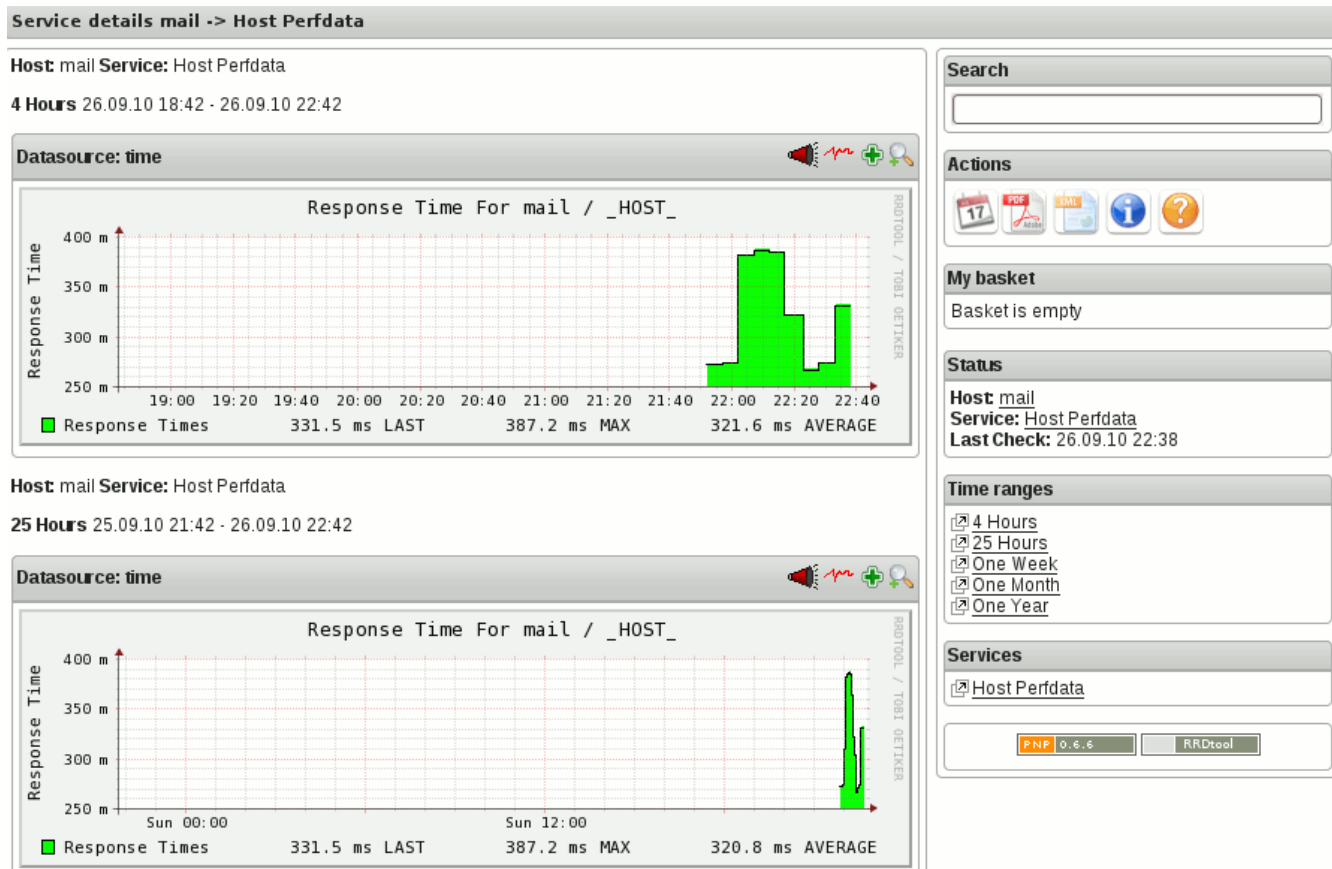 Service details mail -> Host Perfdata
Host: mail Service: Host Perfdata
4 Hours 26.09.10 18:42 - 26.09.10 22:42
Datasource: time
Response Time For mail / _HOST_
RRDTOOL / TOBI OETIKER
Response Time
400 m
350 m
300 m
250 m
19:00 19:20 19:40 20:00 20:20 20:40 21:00 21:20 21:40 22:00 22:20 22:40
Response Times 331.5 ms LAST 387.2 ms MAX 321.6 ms AVERAGE
Host: mail Service: Host Perfdata
25 Hours 25.09.10 21:42 - 26.09.10 22:42
Datasource: time
Response Time For mail / _HOST_
RRDTOOL / TOBI OETIKER
Response Time
400 m
350 m
300 m
250 m
Sun 00:00 Sun 12:00
Response Times 331.5 ms LAST 387.2 ms MAX 320.8 ms AVERAGE
Search
Actions
17
PDF
Adobe
XML
My basket
Basket is empty
Status
Host: mail
Service: Host Perfdata
Last Check: 26.09.10 22:38
Time ranges
4 Hours
25 Hours
One Week
One Month
One Year
Services
Host Perfdata
PNP 0.6.6 RRDtool